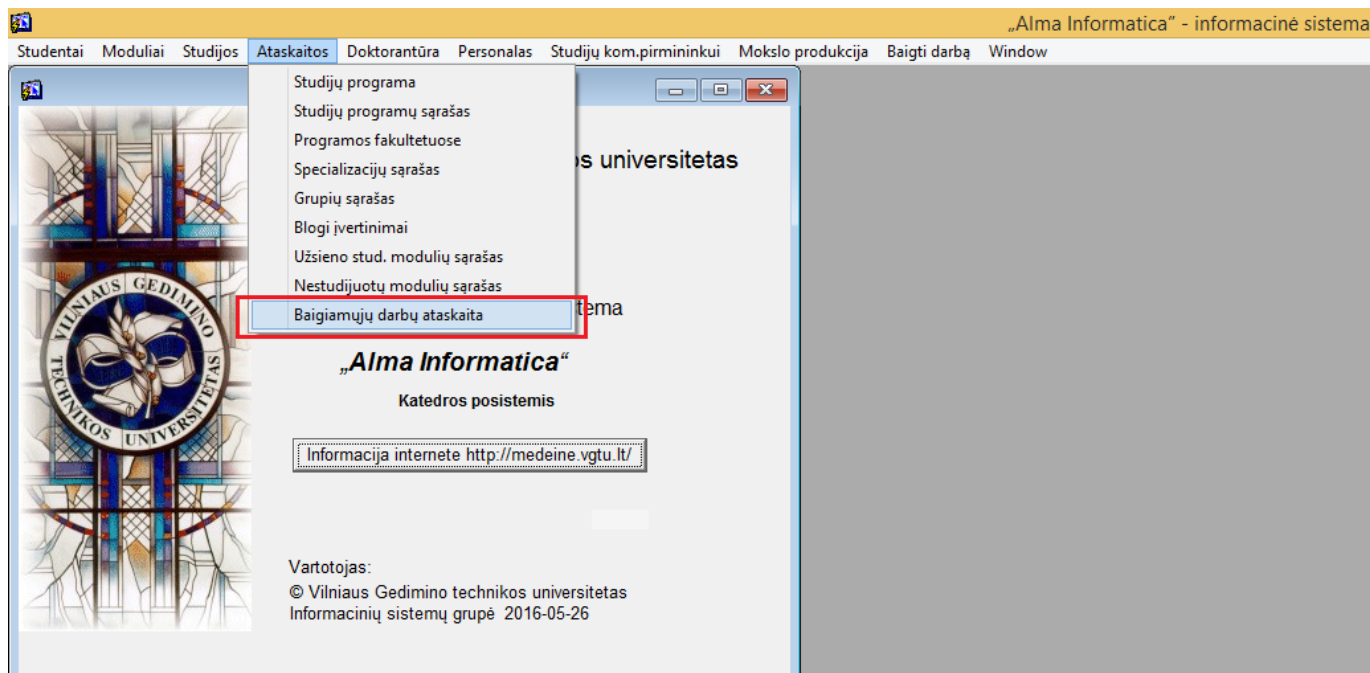 „Alma Informatica“ - informacinė sistema
Studentai Moduliai Studijos Ataskaitos Doktorantūra Personalas Studijų kom.pirmininkui Mokslo produkcija Baigti darbą Window
Studijų programa
Studijų programų sąrašas
Programos fakultetuose
Specializacijų sąrašas
Grupių sąrašas
Blogi įvertinimai
Užsieno stud. modulių sąrašas
Nestudijuotų modulių sąrašas
Baigiamųjų darbų ataskaita
os universitetas
tema
„Alma Informatica“
Katedros posistemis
Informacija internete http://medeine.vgtu.lt/
Vartotojas:
© Vilniaus Gedimino technikos universitetas
Informacinių sistemų grupė 2016-05-26
VILNIAUS GEDIMINO TECHNIKOS UNIVERSITETAS